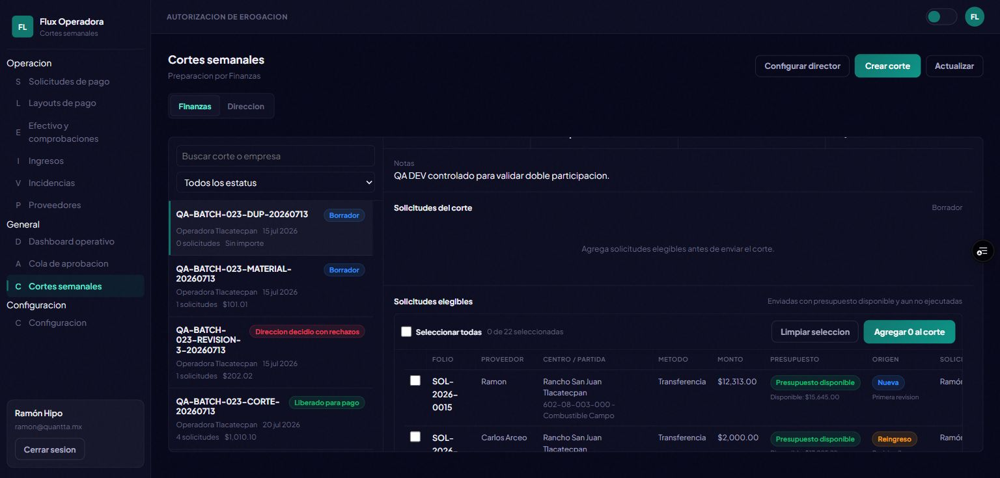 FL
Flux Operadora
Cortes semanales
Operacion
S Solicitudes de pago
L Layouts de pago
E Efectivo y
comprobaciones
I Ingresos
V Incidencias
P Proveedores
General
D Dashboard operativo
A Cola de aprobacion
C Cortes semanales
Configuracion
C Configuracion
Ramón Hipo
ramon@quantta.mx
Cerrar sesion
AUTORIZACION DE EROGACION
FL
Cortes semanales
Preparacion por Finanzas
Configurar director
Crear corte
Actualizar
Finanzas
Direccion
Buscar corte o empresa
Todos los estatus
QA-BATCH-023-DUP-20260713
Borrador
Operadora Tlacatecpan 15 jul 2026
0 solicitudes Sin importe
QA-BATCH-023-MATERIAL-
20260713
Borrador
Operadora Tlacatecpan 15 jul 2026
1 solicitudes $101.01
QA-BATCH-
023-REVISION-
3-20260713
Direccion decidio con rechazos
Operadora Tlacatecpan 15 jul 2026
1 solicitudes $202.02
QA-BATCH-023-CORTE-
20260713
Liberado para pago
Operadora Tlacatecpan 20 jul 2026
4 solicitudes $1,010.10
Notas
QA DEV controlado para validar doble participacion.
Solicitudes del corte
Borrador
Agrega solicitudes elegibles antes de enviar el corte.
Solicitudes elegibles
Enviadas con presupuesto disponible y aun no ejecutadas
Seleccionar todas 0 de 22 seleccionadas
Limpiar seleccion
Agregar 0 al corte
FOLIO PROVEEDOR CENTRO / PARTIDA METODO MONTO PRESUPUESTO ORIGEN SOLICI
SOL-
2026-
0015
Ramon
Rancho San Juan
Tlacatecpan
602-08-003-000 -
Combustible Campo
Transferencia
$12,313.00
Presupuesto disponible
Disponible: $15,645.00
Nueva
Primera revision
Ramón
SOL-
2026-
Carlos Arceo
Rancho San Juan
Tlacatecpan
Transferencia
$2,000.00
Presupuesto disponible
Reingreso
Ramón